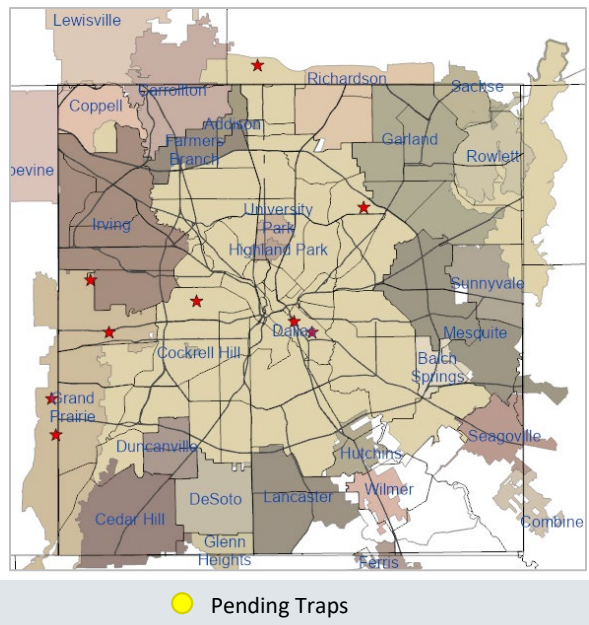 Lewisville
Richardson
Carrollton
Sachse
Coppell
Addison
Farmers
Branch
Garland
Rowlett
pevine
Irving
University
Park
Highland Park
Sunnyvale
Dallas
Mesquite
Cockrell Hill
Balch
Springs
Grand
Prairie
Seagoville
Duncanville
Hutchins
DeSoto
Lancaster
Wilmer
Cedar Hill
Combine
Glenn
Heights
Ferris
Pending Traps